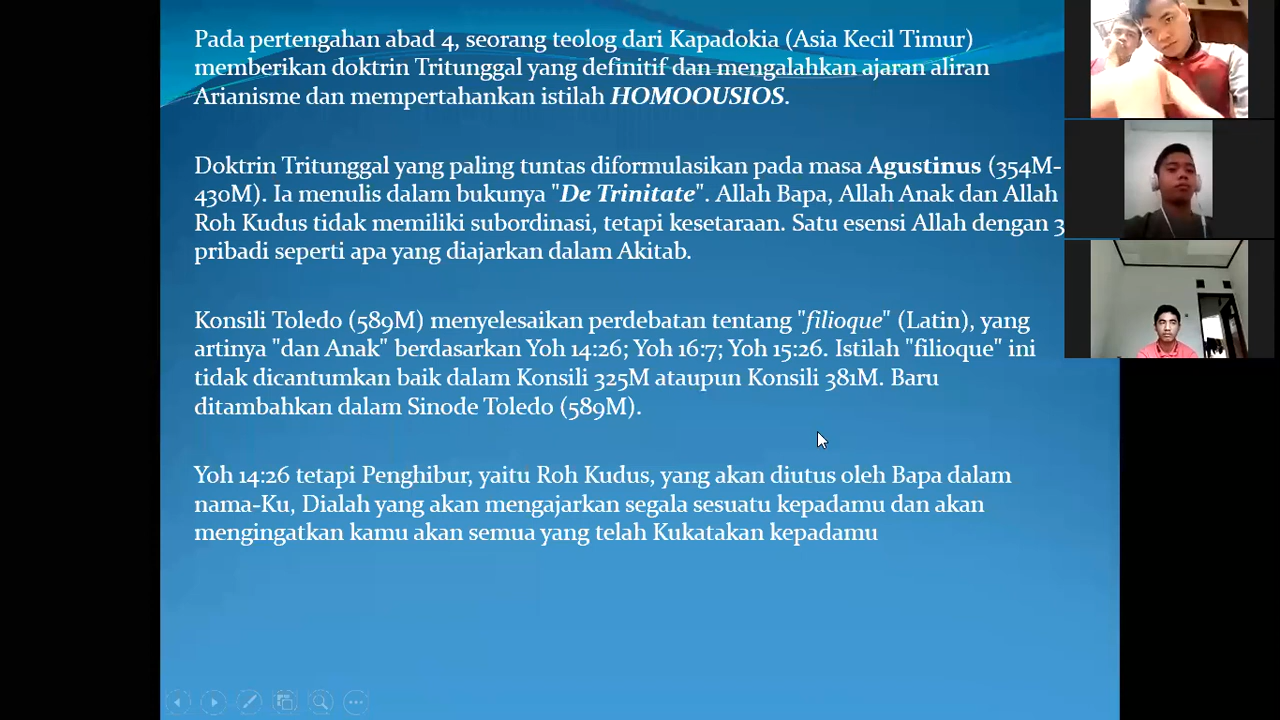 Pada pertengahan abad 4, seorang teolog dari Kapadokia (Asia Kecil Timur)
memberikan doktrin Tritunggal yang definitif dan mengalahkan ajaran aliran
Arianisme dan mempertahankan istilah HOMOOUSIOS.
Doktrin Tritunggal yang paling tuntas diformulasikan pada masa Agustinus (354M-
430M). Ia menulis dalam bukunya "De Trinitate". Allah Bapa, Allah Anak dan Allah
Roh Kudus tidak memiliki subordinasi, tetapi kesetaraan. Satu esensi Allah dengan 3
pribadi seperti apa yang diajarkan dalam Akitab.
Konsili Toledo (589M) menyelesaikan perdebatan tentang "filioque" (Latin), yang
artinya "dan Anak" berdasarkan Yoh 14:26; Yoh 16:7; Yoh 15:26. Istilah "filioque" ini
tidak dicantumkan baik dalam Konsili 325M ataupun Konsili 381M. Baru
ditambahkan dalam Sinode Toledo (589M).
Yoh 14:26 tetapi Penghibur, yaitu Roh Kudus, yang akan diutus oleh Bapa dalam
nama-Ku, Dialah yang akan mengajarkan segala sesuatu kepadamu dan akan
mengingatkan kamu akan semua yang telah Kukatakan kepadamu